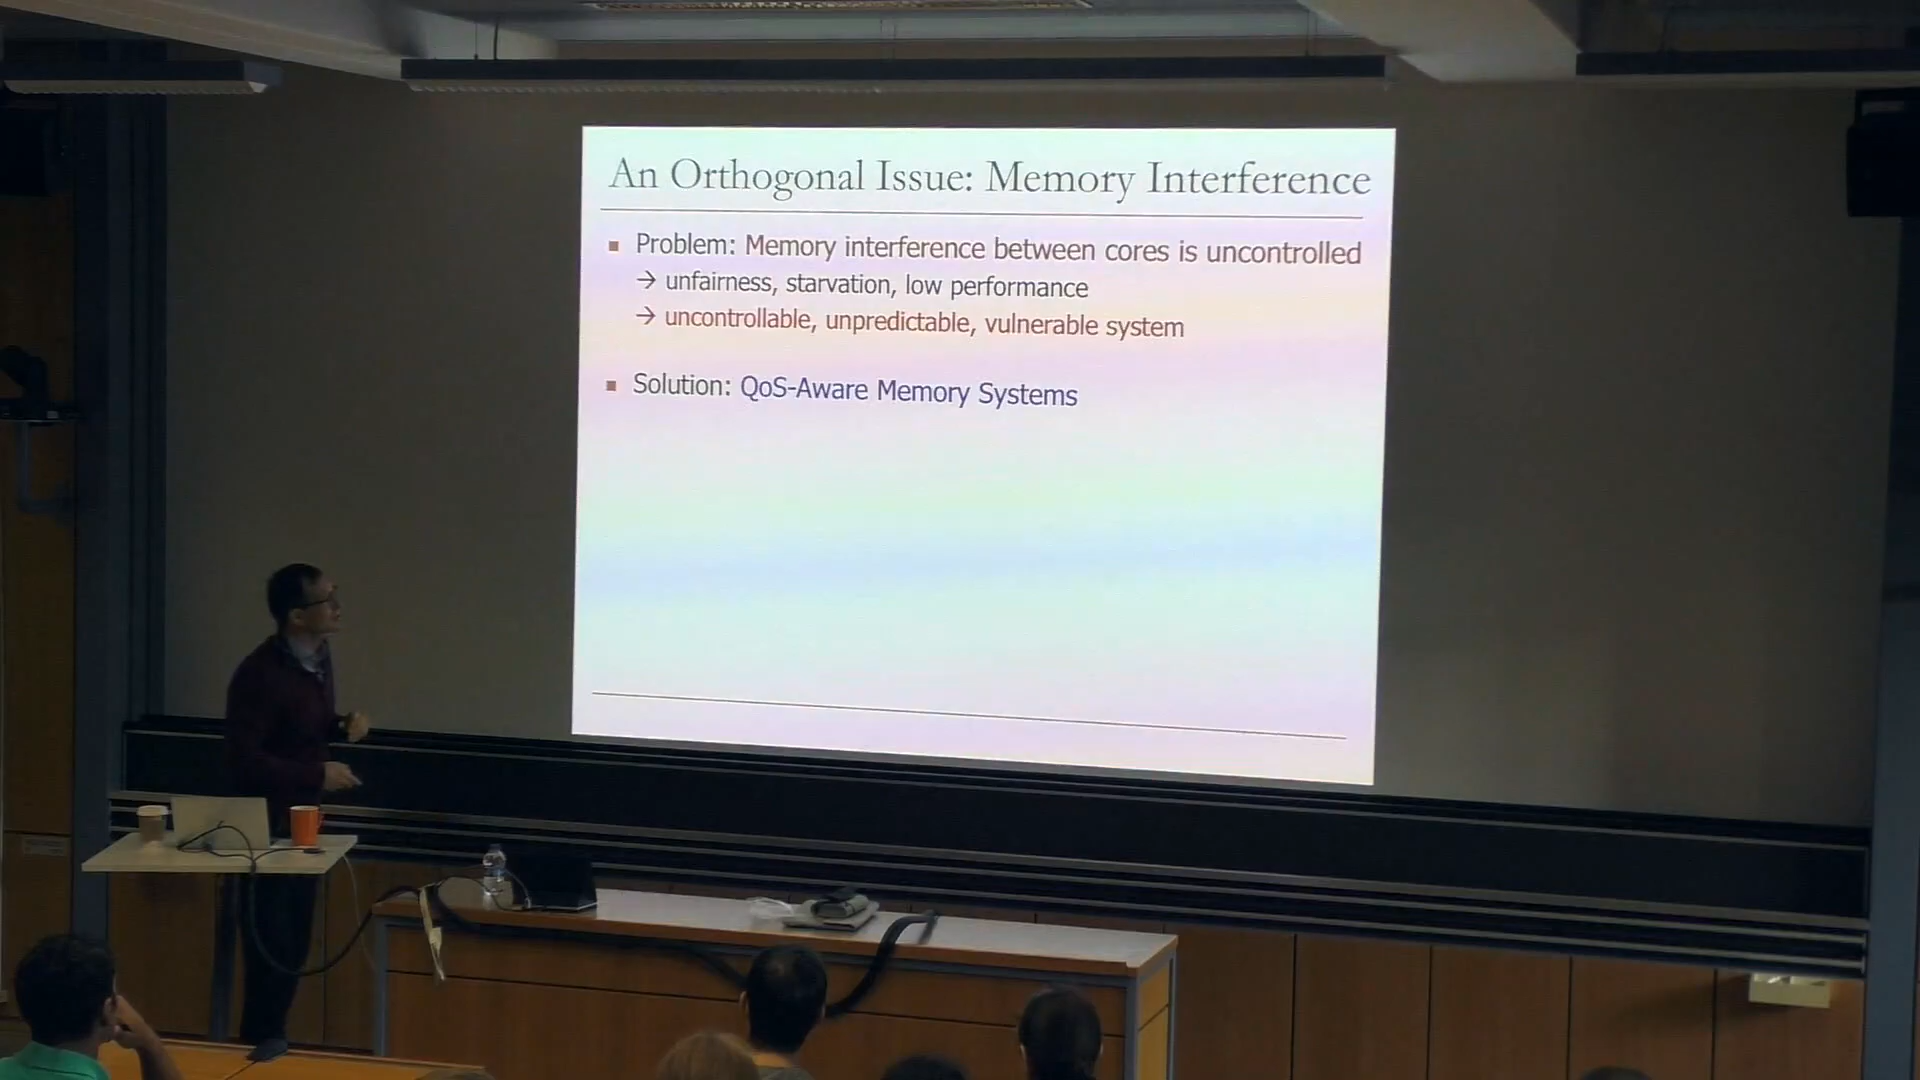 An Orthogonal Issue: Memory Interference
▪ Problem: Memory interference between cores is uncontrolled
→ unfairness, starvation, low performance
→ uncontrollable, unpredictable, vulnerable system
▪ Solution: QoS-Aware Memory Systems